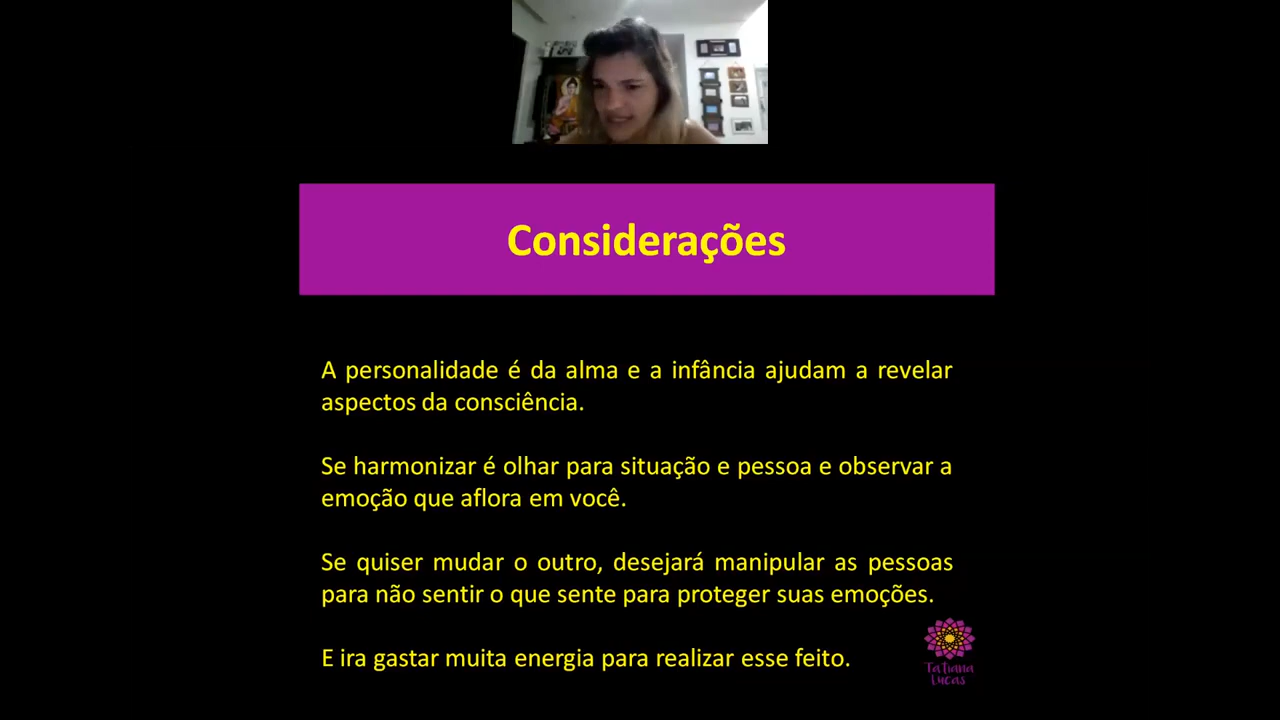 Considerações
A personalidade é da alma e a infância ajudam a revelar
aspectos da consciência.
Se harmonizar é olhar para situação e pessoa e observar a
emoção que aflora em você.
Se quiser mudar o outro, desejará manipular as pessoas
para não sentir o que sente para proteger suas emoções.
E ira gastar muita energia para realizar esse feito.
Tatiana
Lucas